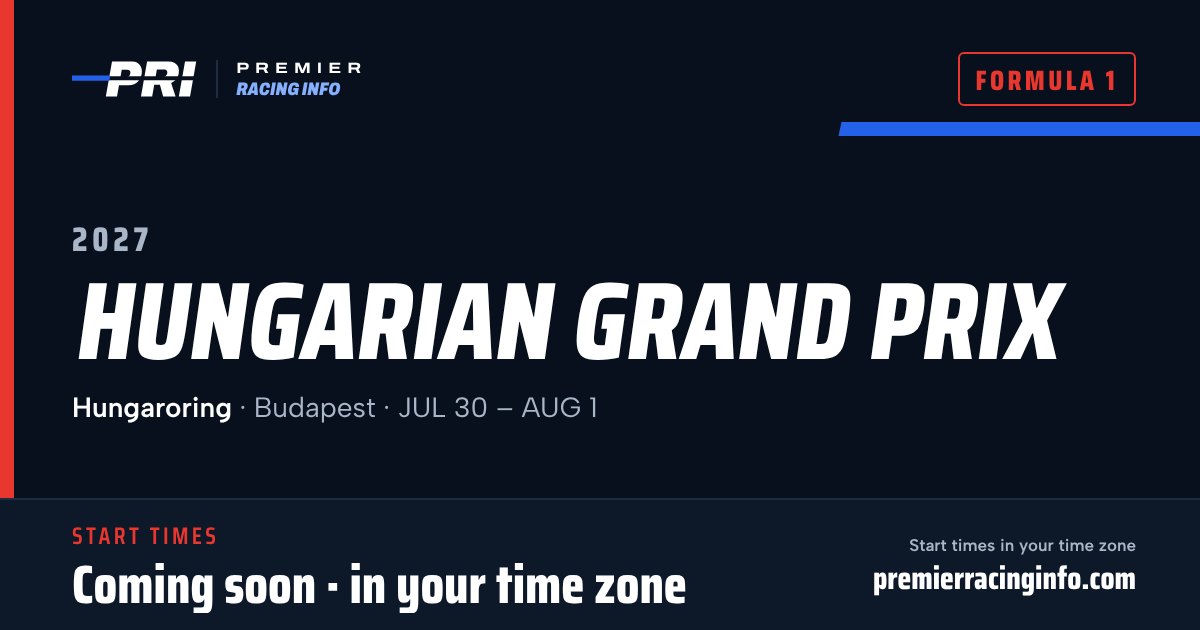 PRI
PREMIER
RACING INFO
FORMULA 1
2027
HUNGARIAN GRAND PRIX
Hungaroring · Budapest · JUL 30 – AUG 1
START TIMES
Coming soon · in your time zone
Start times in your time zone
premierracinginfo.com